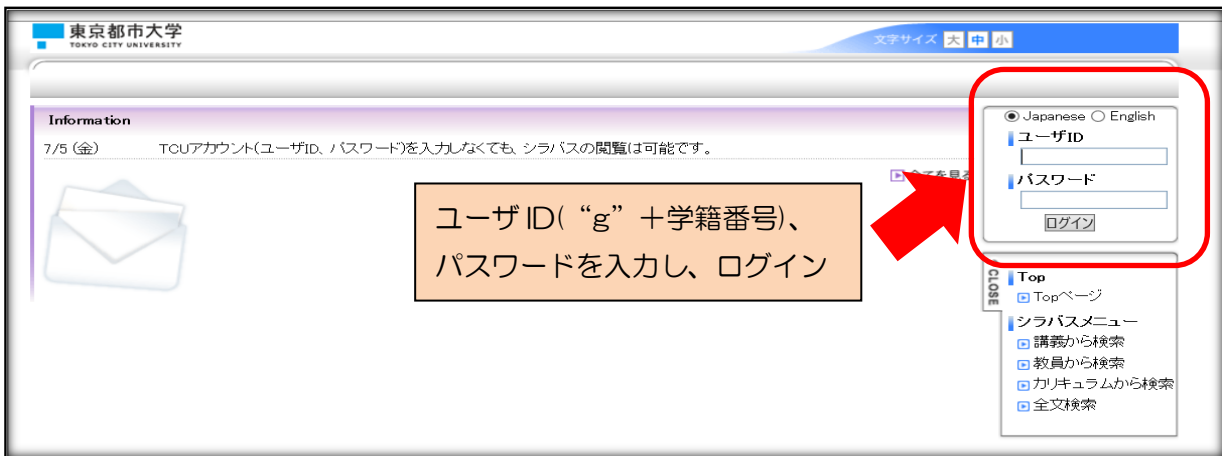 東京都市大学
TOKYO CITY UNIVERSITY
文字サイズ 大 中 小
Information
7/5 (金) TCUアカウント(ユーザID、パスワード)を入力しなくても、シラバスの閲覧は可能です。
全てを見る
ユーザID(“g”+学籍番号)、
パスワードを入力し、ログイン
Japanese English
ユーザID
パスワード
ログイン
CLOSE
Top
Topページ
シラバスメニュー
講義から検索
教員から検索
カリキュラムから検索
全文検索